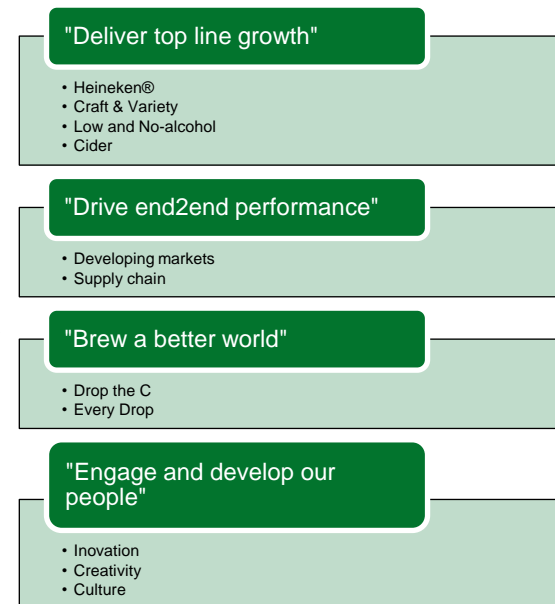 "Deliver top line growth"
• Heineken®
• Craft & Variety
• Low and No-alcohol
• Cider
"Drive end2end performance"
• Developing markets
• Supply chain
"Brew a better world"
• Drop the C
• Every Drop
"Engage and develop our
people"
• Inovation
• Creativity
• Culture